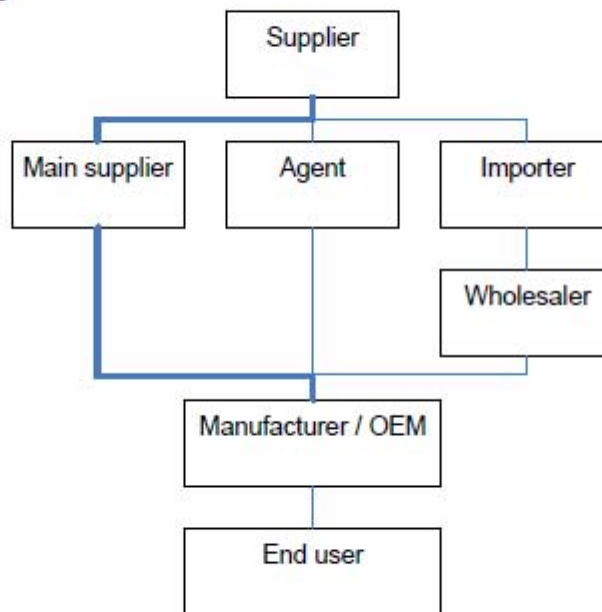 Supplier
Main supplier
Agent
Importer
Wholesaler
Manufacturer / OEM
End user